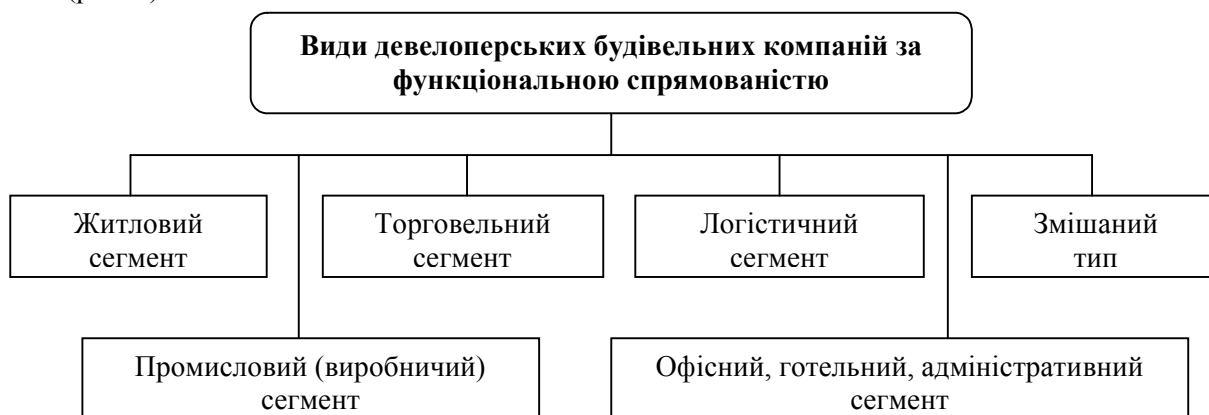 Види девелоперських будівельних компаній за
функціональною спрямованістю
Житловий
сегмент
Торговельний
сегмент
Логістичний
сегмент
Змішаний
тип
Промисловий (виробничий)
сегмент
Офісний, готельний, адміністративний
сегмент